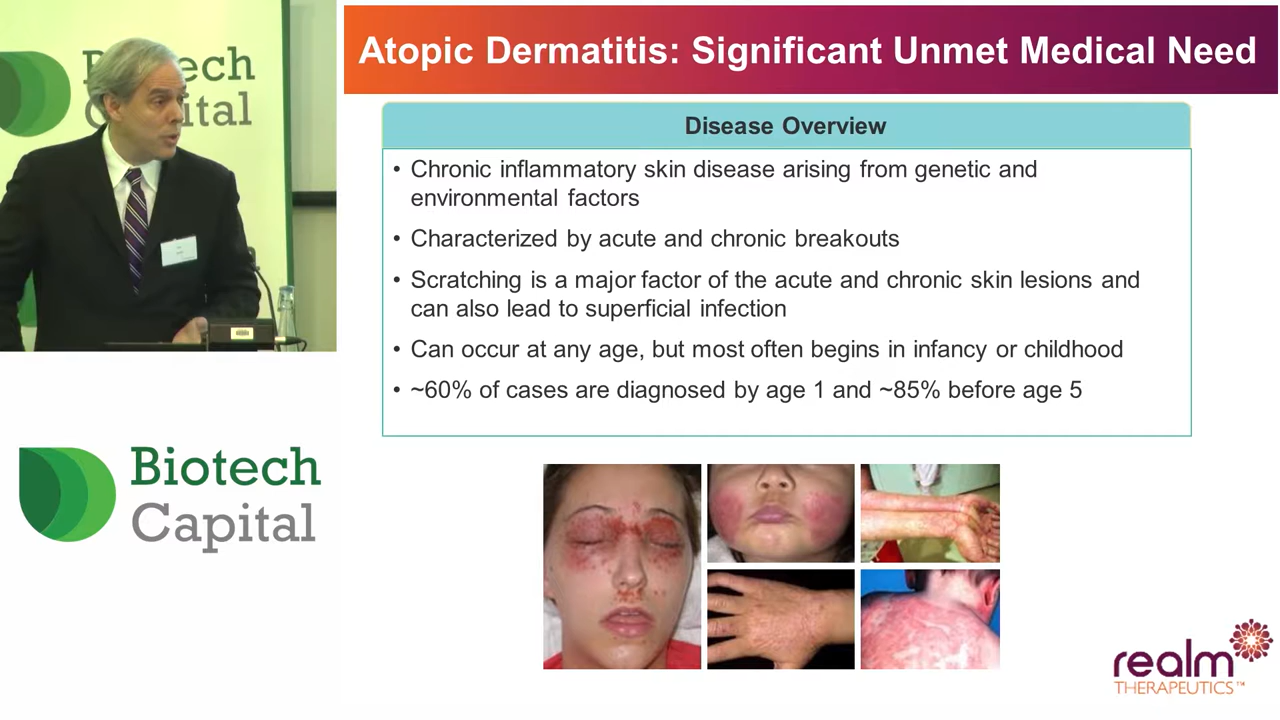 Biotech
Capital
Atopic Dermatitis: Significant Unmet Medical Need
Disease Overview
• Chronic inflammatory skin disease arising from genetic and
environmental factors
• Characterized by acute and chronic breakouts
• Scratching is a major factor of the acute and chronic skin lesions and
can also lead to superficial infection
• Can occur at any age, but most often begins in infancy or childhood
• ~60% of cases are diagnosed by age 1 and ~85% before age 5
Biotech
Capital
realm
THERAPEUTICS™